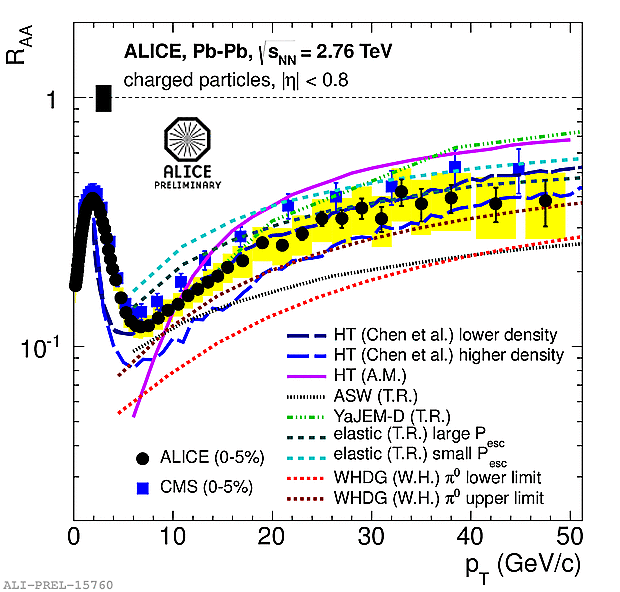 R_AA
ALICE, Pb-Pb, √s_NN = 2.76 TeV
charged particles, |η| < 0.8
1
ALICE
PRELIMINARY
10⁻¹
HT (Chen et al.) lower density
HT (Chen et al.) higher density
HT (A.M.)
ASW (T.R.)
YaJEM-D (T.R.)
elastic (T.R.) large P_esc
elastic (T.R.) small P_esc
WHDG (W.H.) π⁰ lower limit
WHDG (W.H.) π⁰ upper limit
ALICE (0-5%)
CMS (0-5%)
0 10 20 30 40 50
p_T (GeV/c)
ALI-PREL-15760